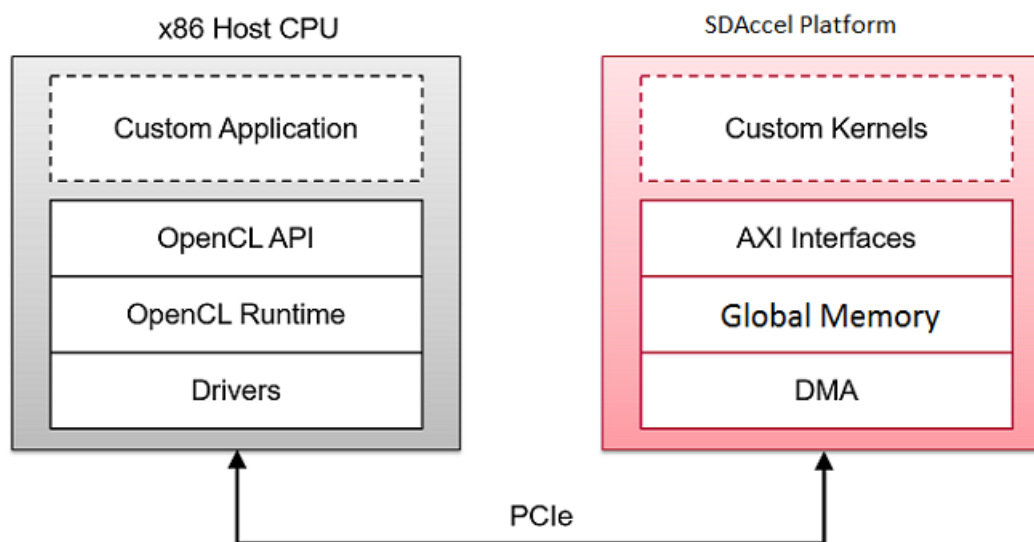 x86 Host CPU
SDAccel Platform
Custom Application
Custom Kernels
OpenCL API
AXI Interfaces
OpenCL Runtime
Global Memory
Drivers
DMA
PCIe